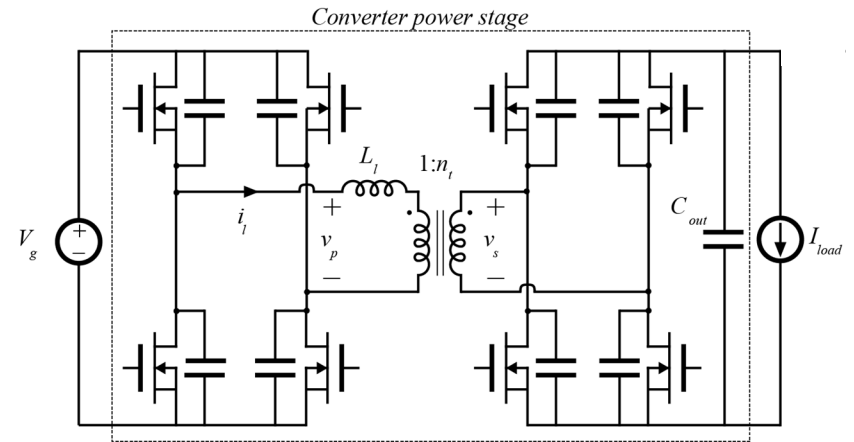 Converter power stage
L_l
1:n_t
+
+
i_l
v_p
v_s
C_out
V_g
+
−
I_load
−
−